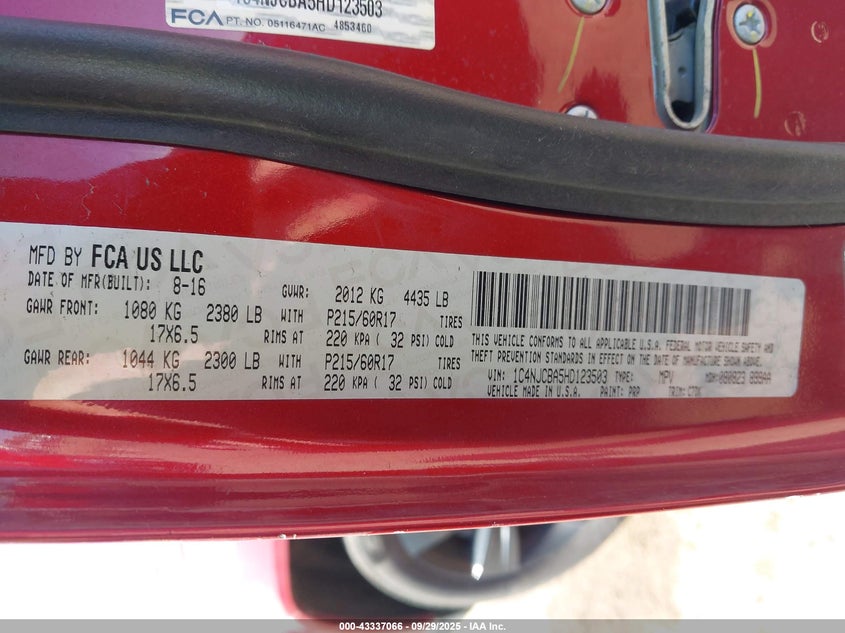 1C4NJCBA5HD123503
FCA PT. NO. 05116471AC 4853460
MFD BY FCA US LLC
DATE OF MFR(BUILT): 8-16 GVWR: 2012 KG 4435 LB
GAWR FRONT: 1080 KG 2380 LB WITH P215/60R17 TIRES
17X6.5 RIMS AT 220 KPA ( 32 PSI) COLD
GAWR REAR: 1044 KG 2300 LB WITH P215/60R17 TIRES
17X6.5 RIMS AT 220 KPA ( 32 PSI) COLD
THIS VEHICLE CONFORMS TO ALL APPLICABLE U.S.A. FEDERAL MOTOR VEHICLE SAFETY AND
THEFT PREVENTION STANDARDS IN EFFECT ON THE DATE OF MANUFACTURE SHOWN ABOVE.
VIN: 1C4NJCBA5HD123503 TYPE: MPV MDH: 080823 999AA
VEHICLE MADE IN U.S.A. PAINT: PRP TRIM:
000-43337066 - 09/29/2025 - IAA Inc.